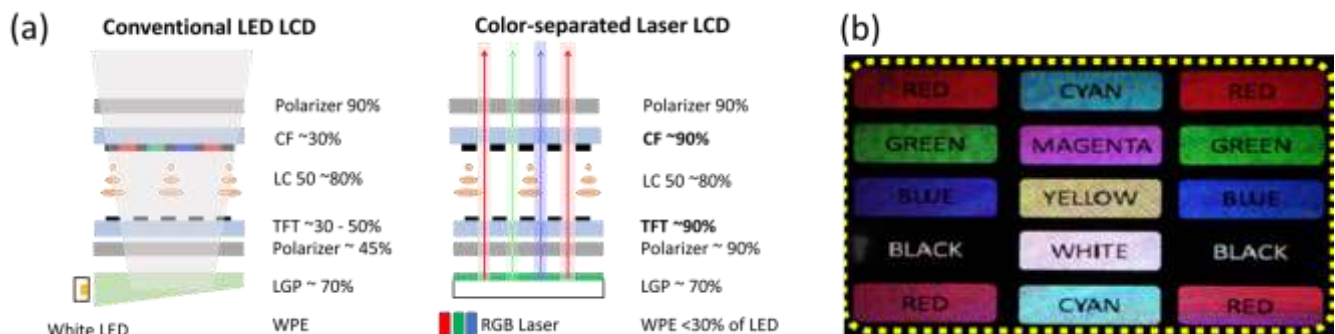 (a)
Conventional LED LCD
Polarizer 90%
CF ~30%
LC 50 ~80%
TFT ~30 - 50%
Polarizer ~ 45%
LGP ~ 70%
White LED
WPE
Color-separated Laser LCD
Polarizer 90%
CF ~90%
LC 50 ~80%
TFT ~90%
Polarizer ~ 90%
LGP ~ 70%
RGB Laser
WPE <30% of LED
(b)
RED CYAN RED
GREEN MAGENTA GREEN
BLUE YELLOW BLUE
BLACK WHITE BLACK
RED CYAN RED